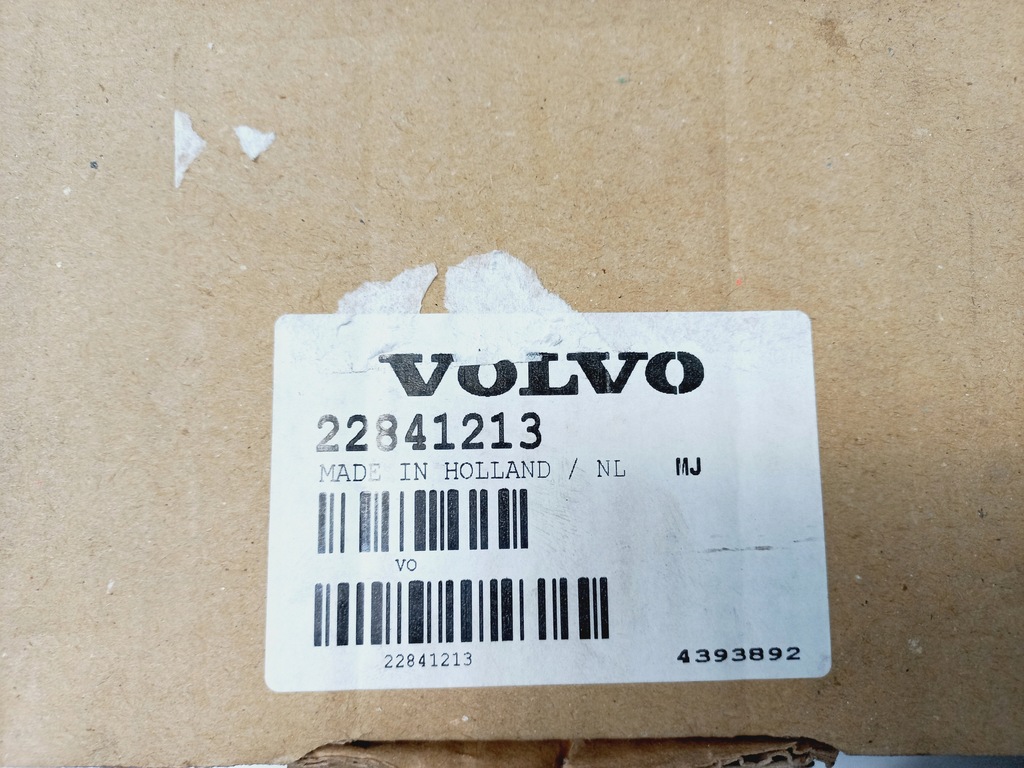 VOLVO
22841213
MADE IN HOLLAND / NL MJ
VO
22841213
4393892